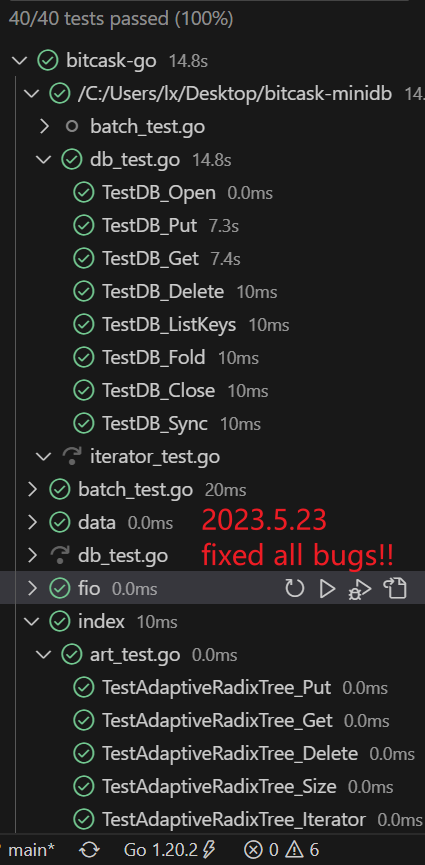 40/40 tests passed (100%)
bitcask-go 14.8s
/C:/Users/lx/Desktop/bitcask-minidb 14.
batch_test.go
db_test.go 14.8s
TestDB_Open 0.0ms
TestDB_Put 7.3s
TestDB_Get 7.4s
TestDB_Delete 10ms
TestDB_ListKeys 10ms
TestDB_Fold 10ms
TestDB_Close 10ms
TestDB_Sync 10ms
iterator_test.go
batch_test.go 20ms
data 0.0ms 2023.5.23
db_test.go fixed all bugs!!
fio 0.0ms
index 10ms
art_test.go 0.0ms
TestAdaptiveRadixTree_Put 0.0ms
TestAdaptiveRadixTree_Get 0.0ms
TestAdaptiveRadixTree_Delete 0.0ms
TestAdaptiveRadixTree_Size 0.0ms
TestAdaptiveRadixTree_Iterator 0.0ms
main* Go 1.20.2 0 6